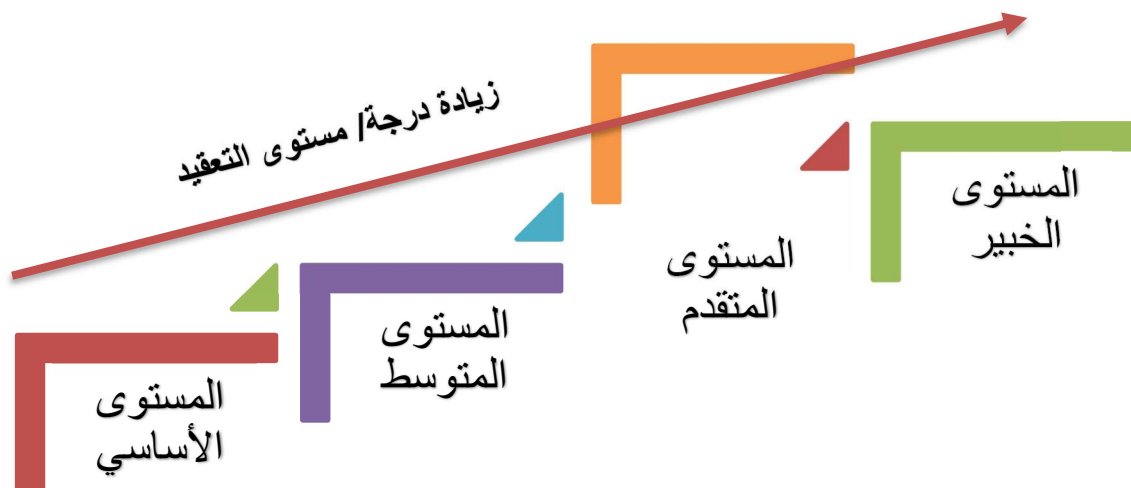 زيادة درجة/ مستوى التعقيد
المستوى
الخبير
المستوى
المتقدم
المستوى
المتوسط
المستوى
الأساسي